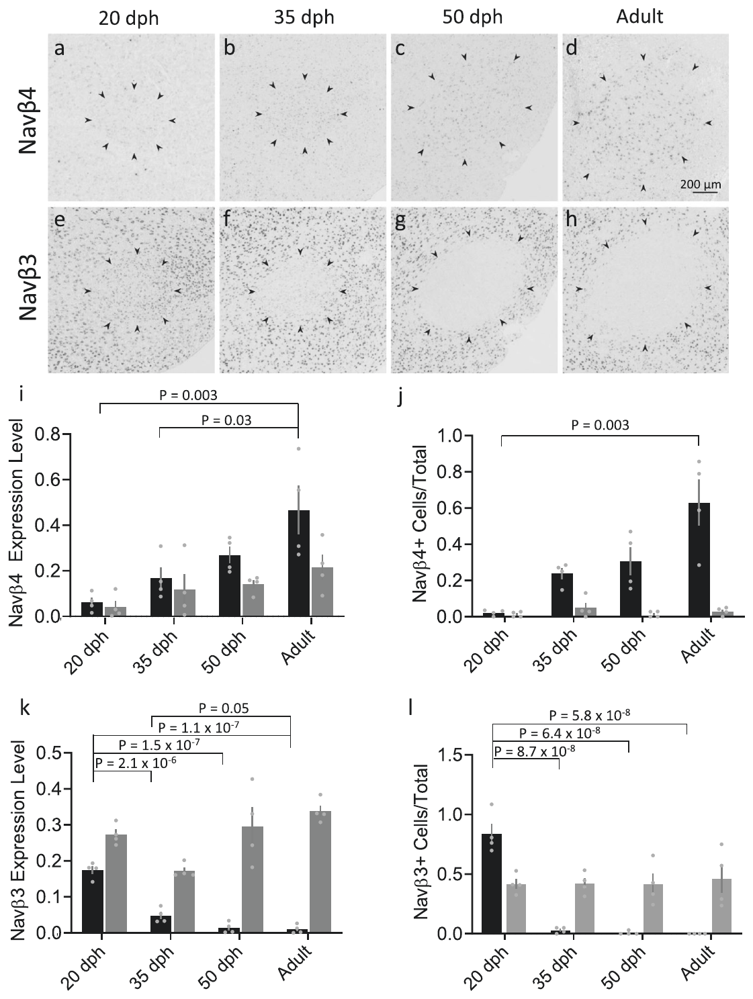 20 dph 35 dph 50 dph Adult
Navβ4
a b c d
200 µm
Navβ3
e f g h
i
P = 0.003
P = 0.03
Navβ4 Expression Level
0.8
0.6
0.4
0.2
0.0
20 dph 35 dph 50 dph Adult
j
P = 0.003
Navβ4+ Cells/Total
1.0
0.8
0.6
0.4
0.2
0.0
20 dph 35 dph 50 dph Adult
k
P = 0.05
P = 1.1 x 10⁻⁷
P = 1.5 x 10⁻⁷
P = 2.1 x 10⁻⁶
Navβ3 Expression Level
0.5
0.4
0.3
0.2
0.1
0.0
20 dph 35 dph 50 dph Adult
l
P = 5.8 x 10⁻⁸
P = 6.4 x 10⁻⁸
P = 8.7 x 10⁻⁸
Navβ3+ Cells/Total
1.5
1.0
0.5
0.0
20 dph 35 dph 50 dph Adult